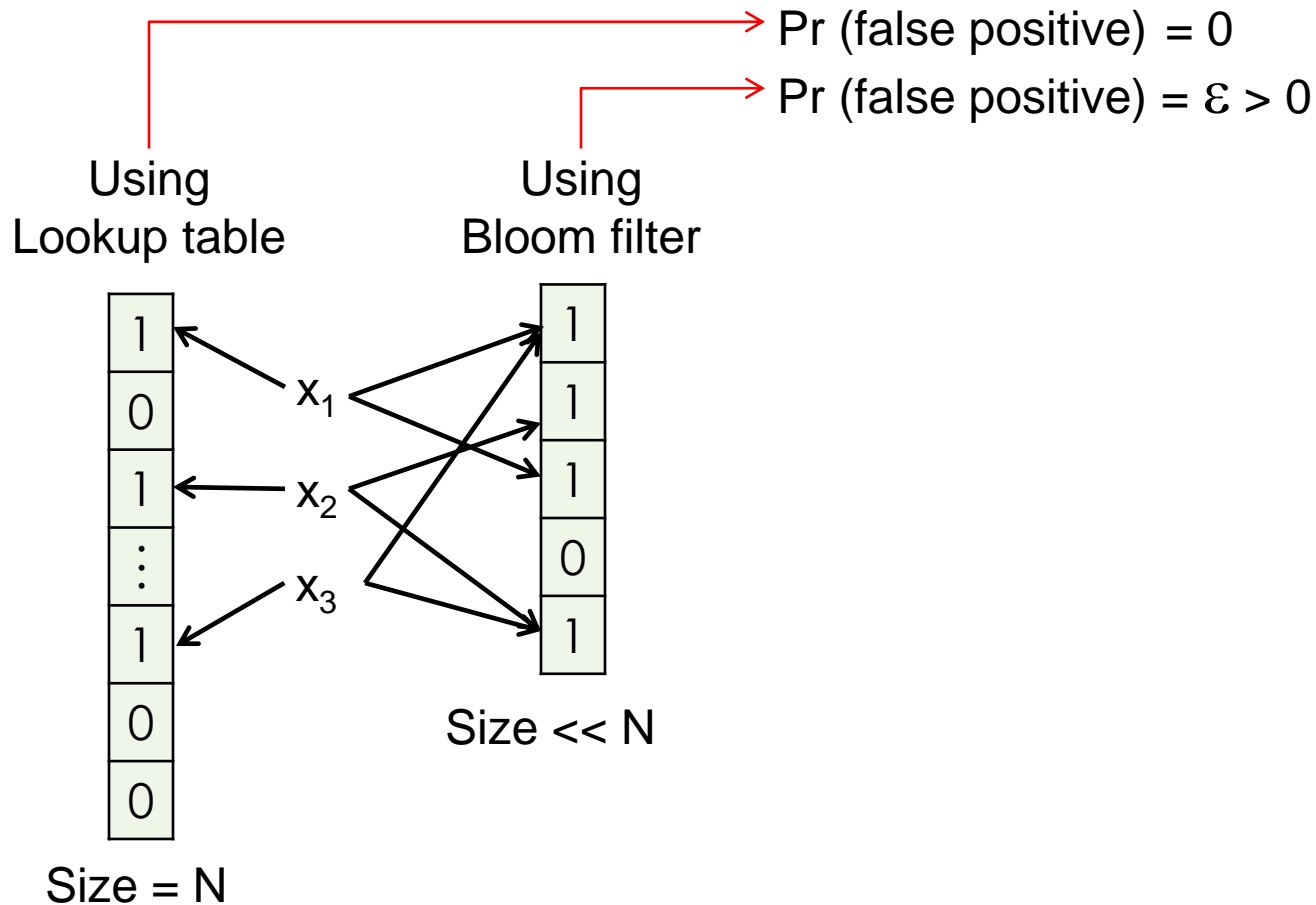 Pr (false positive) = 0
Pr (false positive) = ε > 0
Using
Lookup table
Using
Bloom filter
1
0
1
⋮
1
0
0
x₁
x₂
x₃
1
1
1
0
1
Size = N
Size << N